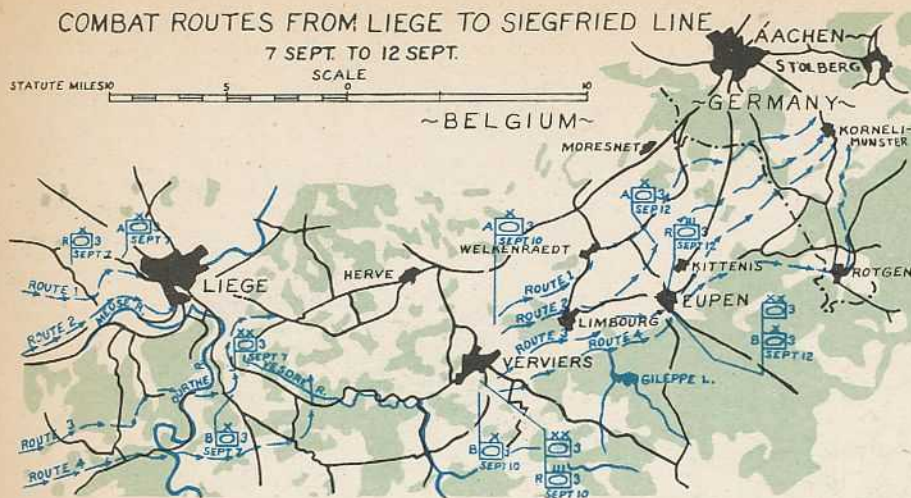 COMBAT ROUTES FROM LIEGE TO SIEGFRIED LINE
7 SEPT. TO 12 SEPT.
SCALE
STATUTE MILES 10 5 0 10
~BELGIUM~
AACHEN
STOLBERG
~GERMANY~
KORNELI-
MUNSTER
MORESNET
A 3
SEPT 12
R 3
SEPT 7
A 3
SEPT 7
A 3
SEPT 10
R 3
SEPT 12
WELKENRAEDT
KITTENIS
ROTGEN
HERVE
LIEGE
ROUTE 1
ROUTE 1
MEUSE R.
ROUTE 2
ROUTE 2
EUPEN
LIMBOURG
ROUTE 3
ROUTE 4
3
B 3
SEPT 12
3
SEPT 7
VESDRE R.
VERVIERS
GILEPPE L.
OURTHE R.
ROUTE 3
B 3
SEPT 7
B 3
SEPT 10
3
R 3
SEPT 10
ROUTE 4